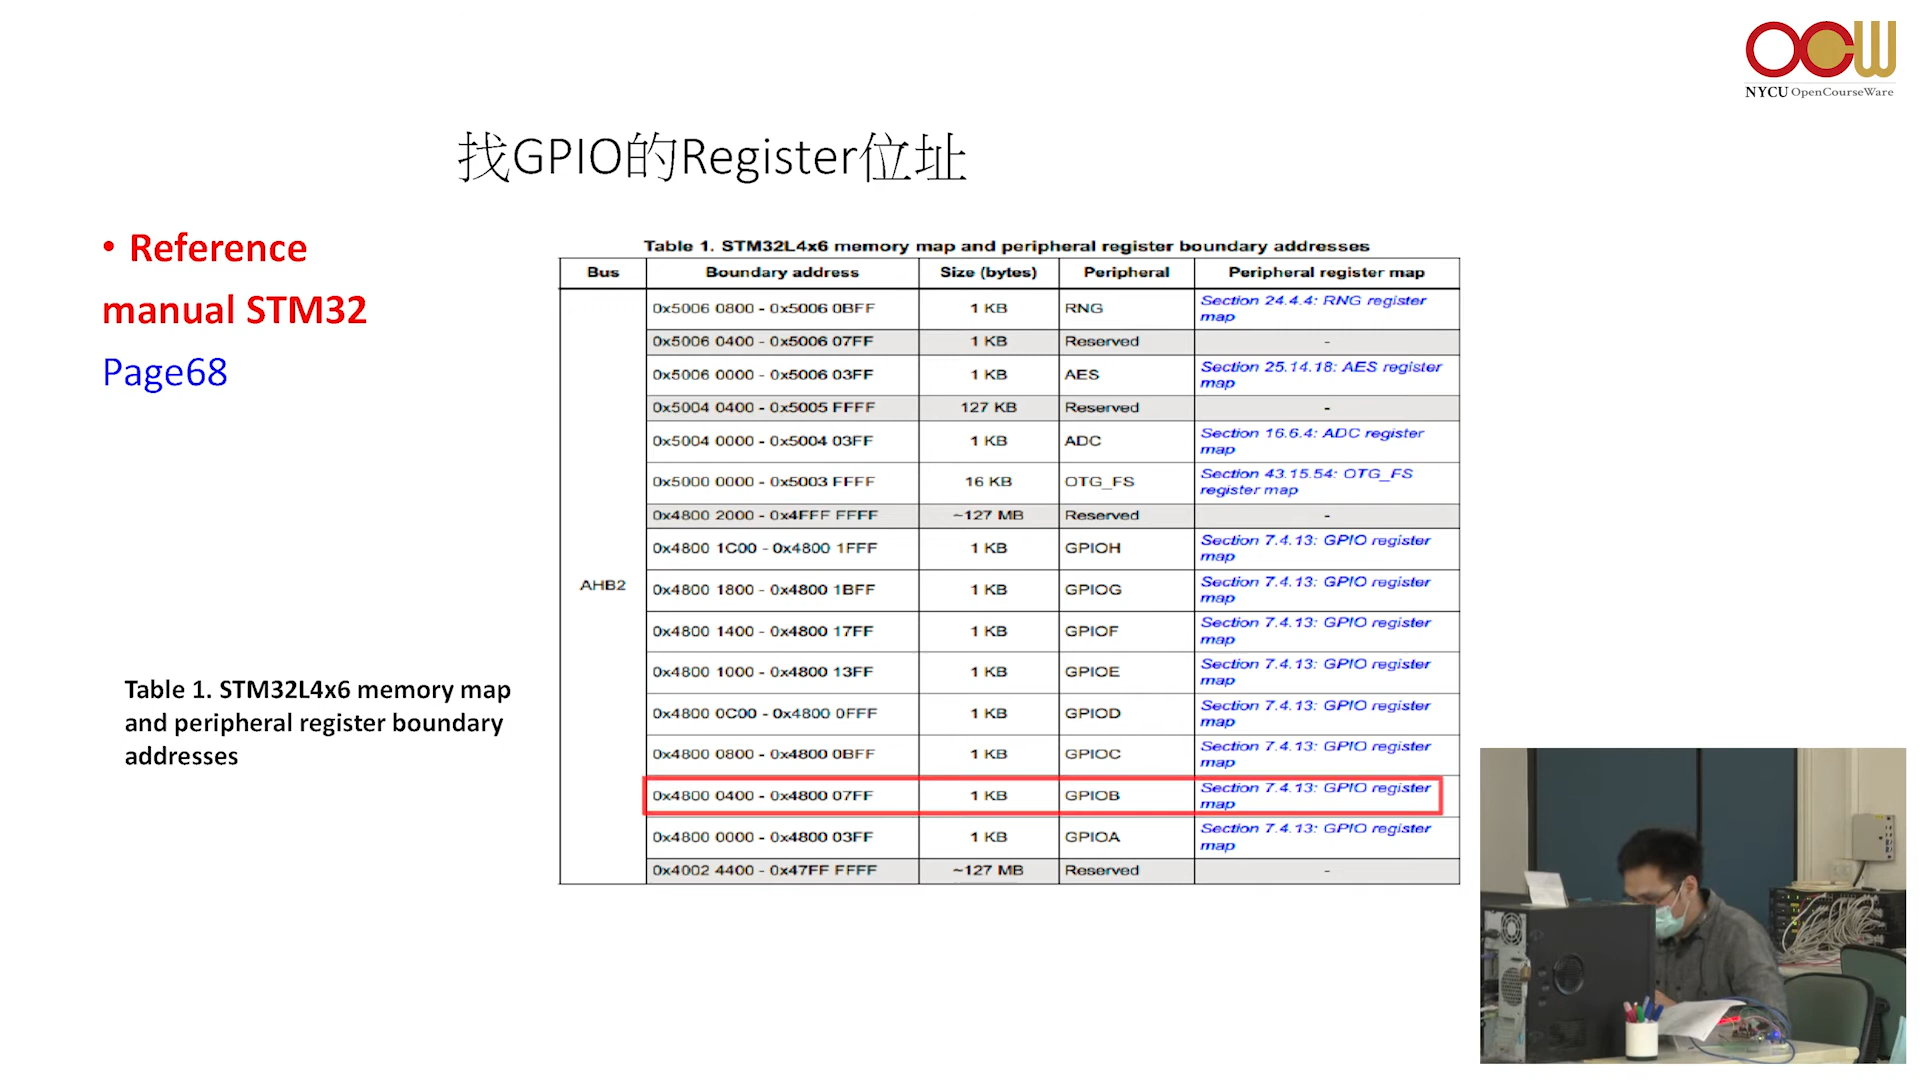 OCW
NYCU OpenCourseWare
找GPIO的Register位址
• Reference
manual STM32
Page68
Table 1. STM32L4x6 memory map
and peripheral register boundary
addresses
Table 1. STM32L4x6 memory map and peripheral register boundary addresses
Bus Boundary address Size (bytes) Peripheral Peripheral register map
AHB2
0x5006 0800 - 0x5006 0BFF 1 KB RNG Section 24.4.4: RNG register
map
0x5006 0400 - 0x5006 07FF 1 KB Reserved -
0x5006 0000 - 0x5006 03FF 1 KB AES Section 25.14.18: AES register
map
0x5004 0400 - 0x5005 FFFF 127 KB Reserved -
0x5004 0000 - 0x5004 03FF 1 KB ADC Section 16.6.4: ADC register
map
0x5000 0000 - 0x5003 FFFF 16 KB OTG_FS Section 43.15.54: OTG_FS
register map
0x4800 2000 - 0x4FFF FFFF ~127 MB Reserved -
0x4800 1C00 - 0x4800 1FFF 1 KB GPIOH Section 7.4.13: GPIO register
map
0x4800 1800 - 0x4800 1BFF 1 KB GPIOG Section 7.4.13: GPIO register
map
0x4800 1400 - 0x4800 17FF 1 KB GPIOF Section 7.4.13: GPIO register
map
0x4800 1000 - 0x4800 13FF 1 KB GPIOE Section 7.4.13: GPIO register
map
0x4800 0C00 - 0x4800 0FFF 1 KB GPIOD Section 7.4.13: GPIO register
map
0x4800 0800 - 0x4800 0BFF 1 KB GPIOC Section 7.4.13: GPIO register
map
0x4800 0400 - 0x4800 07FF 1 KB GPIOB Section 7.4.13: GPIO register
map
0x4800 0000 - 0x4800 03FF 1 KB GPIOA Section 7.4.13: GPIO register
map
0x4002 4400 - 0x47FF FFFF ~127 MB Reserved -